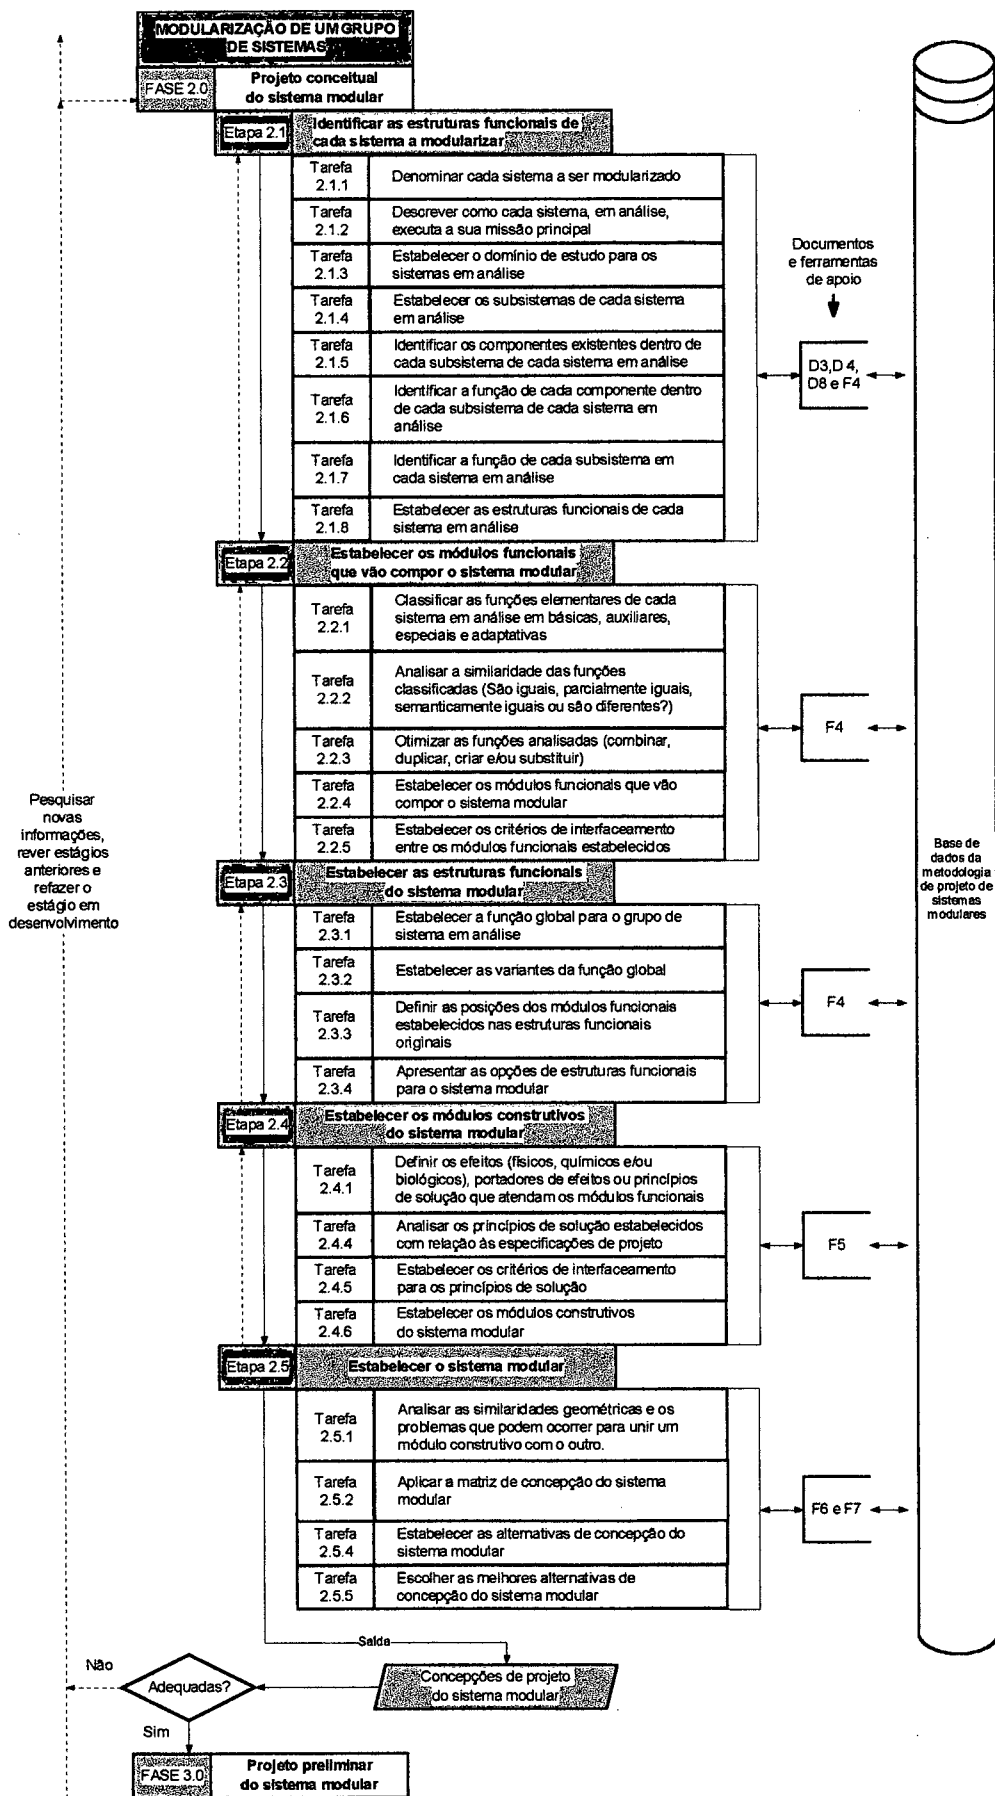 MODULARIZAÇÃO DE UM GRUPO
DE SISTEMAS
FASE 2.0
Projeto conceitual
do sistema modular
Etapa 2.1
Identificar as estruturas funcionais de
cada sistema a modularizar
Tarefa
2.1.1
Denominar cada sistema a ser modularizado
Tarefa
2.1.2
Descrever como cada sistema, em análise,
executa a sua missão principal
Tarefa
2.1.3
Estabelecer o domínio de estudo para os
sistemas em análise
Tarefa
2.1.4
Estabelecer os subsistemas de cada sistema
em análise
Tarefa
2.1.5
Identificar os componentes existentes dentro de
cada subsistema de cada sistema em análise
Tarefa
2.1.6
Identificar a função de cada componente dentro
de cada subsistema de cada sistema em
análise
Tarefa
2.1.7
Identificar a função de cada subsistema em
cada sistema em análise
Tarefa
2.1.8
Estabelecer as estruturas funcionais de cada
sistema em análise
Documentos
e ferramentas
de apoio
D3,D 4,
D8 e F4
Etapa 2.2
Estabelecer os módulos funcionais
que vão compor o sistema modular
Tarefa
2.2.1
Classificar as funções elementares de cada
sistema em análise em básicas, auxiliares,
especiais e adaptativas
Tarefa
2.2.2
Analisar a similaridade das funções
classificadas (São iguais, parcialmente iguais,
semanticamente iguais ou são diferentes?)
Tarefa
2.2.3
Otimizar as funções analisadas (combinar,
duplicar, criar e/ou substituir)
Tarefa
2.2.4
Estabelecer os módulos funcionais que vão
compor o sistema modular
Tarefa
2.2.5
Estabelecer os critérios de interfaceamento
entre os módulos funcionais estabelecidos
F4
Pesquisar
novas
informações,
rever estágios
anteriores e
refazer o
estágio em
desenvolvimento
Base de
dados da
metodologia
de projeto de
sistemas
modulares
Etapa 2.3
Estabelecer as estruturas funcionais
do sistema modular
Tarefa
2.3.1
Estabelecer a função global para o grupo de
sistema em análise
Tarefa
2.3.2
Estabelecer as variantes da função global
Tarefa
2.3.3
Definir as posições dos módulos funcionais
estabelecidos nas estruturas funcionais
originais
Tarefa
2.3.4
Apresentar as opções de estruturas funcionais
para o sistema modular
F4
Etapa 2.4
Estabelecer os módulos construtivos
do sistema modular
Tarefa
2.4.1
Definir os efeitos (físicos, químicos e/ou
biológicos), portadores de efeitos ou princípios
de solução que atendam os módulos funcionais
Tarefa
2.4.4
Analisar os princípios de solução estabelecidos
com relação às especificações de projeto
Tarefa
2.4.5
Estabelecer os critérios de interfaceamento
para os princípios de solução
Tarefa
2.4.6
Estabelecer os módulos construtivos
do sistema modular
F5
Etapa 2.5
Estabelecer o sistema modular
Tarefa
2.5.1
Analisar as similaridades geométricas e os
problemas que podem ocorrer para unir um
módulo construtivo com o outro.
Tarefa
2.5.2
Aplicar a matriz de concepção do sistema
modular
Tarefa
2.5.4
Estabelecer as alternativas de concepção do
sistema modular
Tarefa
2.5.5
Escolher as melhores alternativas de
concepção do sistema modular
F6 e F7
Saída
Concepções de projeto
do sistema modular
Adequadas?
Não
Sim
FASE 3.0
Projeto preliminar
do sistema modular